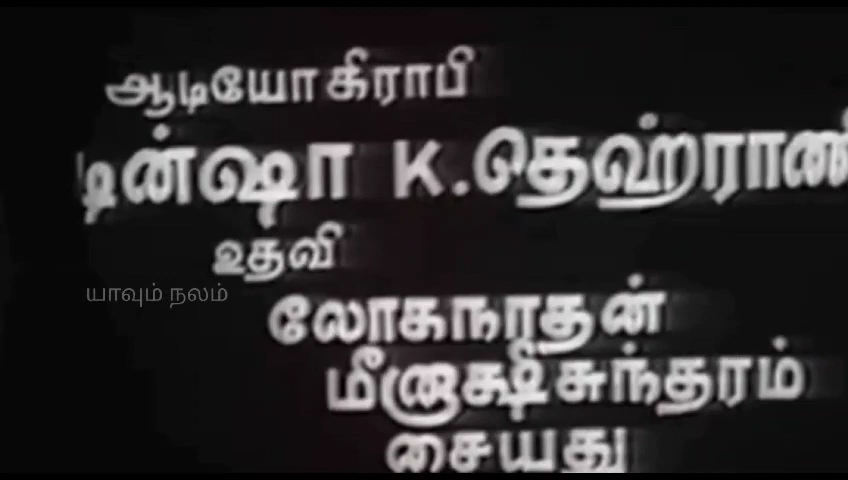 ஆடியோகிராபி
டின்ஷா K.தெஹ்ராணி
உதவி
யாவும் நலம்
லோகநாதன்
மீனாக்ஷிசுந்தரம்
சையது